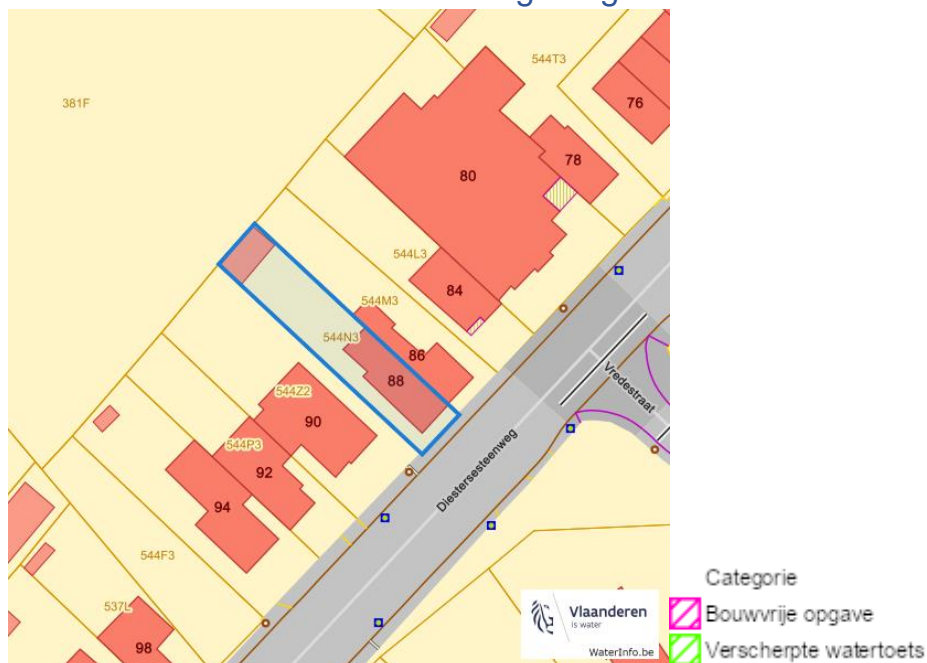 544T3
381F
76
78
80
544L3
84
544M3
544N3
86
88
Vredestraat
544Z2
90
Diestersesteenweg
544P3
92
94
544F3
537L
98
Vlaanderen
is water
WaterInfo.be
Categorie
Bouwvrije opgave
Verscherpte watertoets